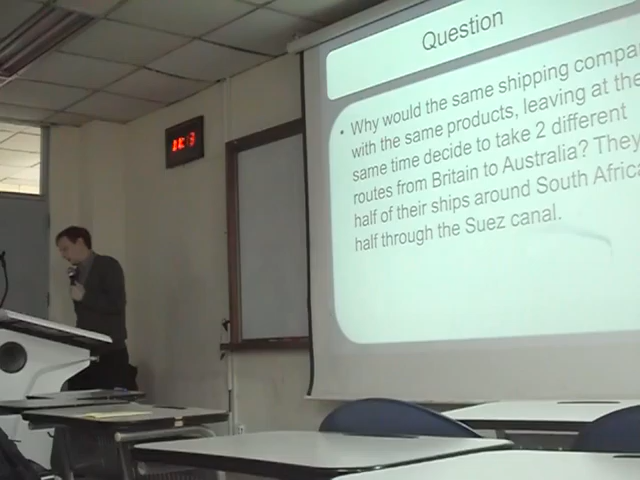 Question
• Why would the same shipping compa
with the same products, leaving at the
same time decide to take 2 different
routes from Britain to Australia? They
half of their ships around South Africa
half through the Suez canal.